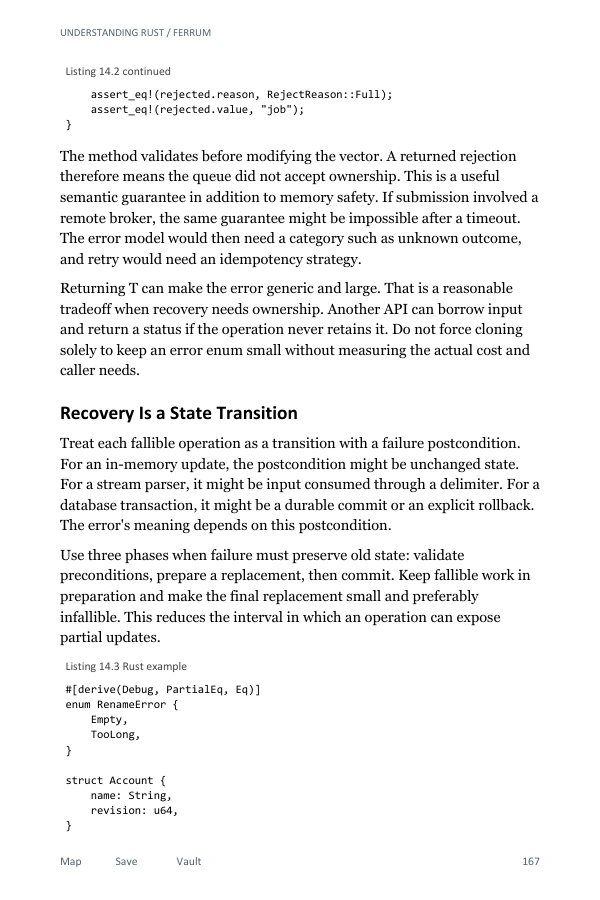 UNDERSTANDING RUST / FERRUM
Listing 14.2 continued
    assert_eq!(rejected.reason, RejectReason::Full);
    assert_eq!(rejected.value, "job");
}
The method validates before modifying the vector. A returned rejection
therefore means the queue did not accept ownership. This is a useful
semantic guarantee in addition to memory safety. If submission involved a
remote broker, the same guarantee might be impossible after a timeout.
The error model would then need a category such as unknown outcome,
and retry would need an idempotency strategy.
Returning T can make the error generic and large. That is a reasonable
tradeoff when recovery needs ownership. Another API can borrow input
and return a status if the operation never retains it. Do not force cloning
solely to keep an error enum small without measuring the actual cost and
caller needs.
Recovery Is a State Transition
Treat each fallible operation as a transition with a failure postcondition.
For an in-memory update, the postcondition might be unchanged state.
For a stream parser, it might be input consumed through a delimiter. For a
database transaction, it might be a durable commit or an explicit rollback.
The error's meaning depends on this postcondition.
Use three phases when failure must preserve old state: validate
preconditions, prepare a replacement, then commit. Keep fallible work in
preparation and make the final replacement small and preferably
infallible. This reduces the interval in which an operation can expose
partial updates.
Listing 14.3 Rust example
#[derive(Debug, PartialEq, Eq)]
enum RenameError {
    Empty,
    TooLong,
}
struct Account {
    name: String,
    revision: u64,
}
Map Save Vault 167